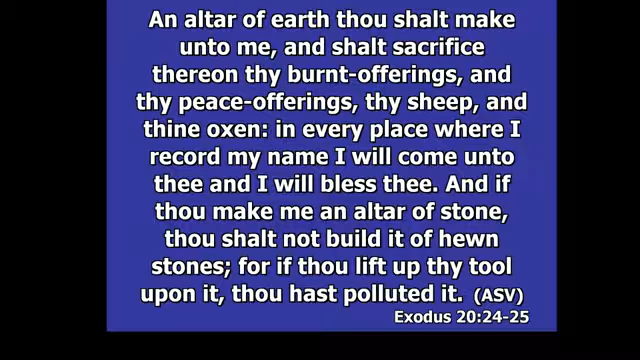 An altar of earth thou shalt make
unto me, and shalt sacrifice
thereon thy burnt-offerings, and
thy peace-offerings, thy sheep, and
thine oxen: in every place where I
record my name I will come unto
thee and I will bless thee. And if
thou make me an altar of stone,
thou shalt not build it of hewn
stones; for if thou lift up thy tool
upon it, thou hast polluted it. (ASV)
Exodus 20:24-25